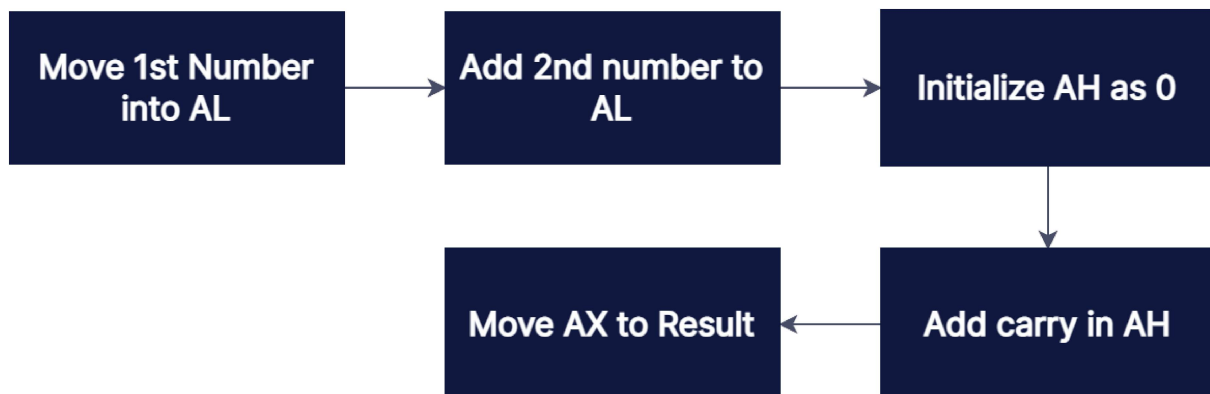 Move 1st Number
into AL
Add 2nd number to
AL
Initialize AH as 0
Add carry in AH
Move AX to Result